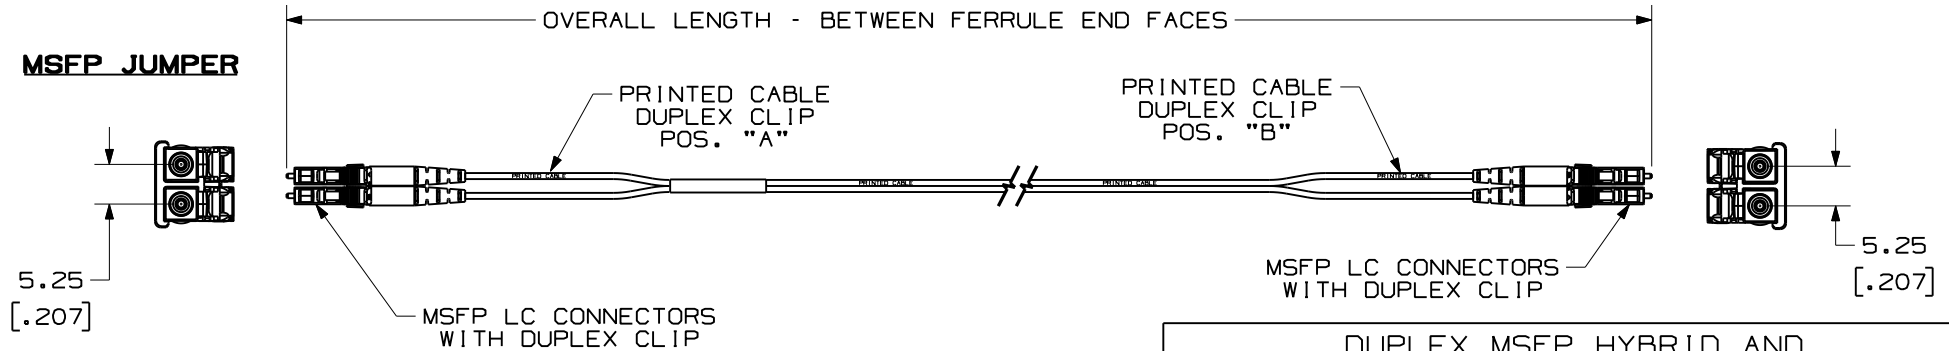 OVERALL LENGTH - BETWEEN FERRULE END FACES
MSFP JUMPER
PRINTED CABLE
DUPLEX CLIP
POS. "A"
PRINTED CABLE
DUPLEX CLIP
POS. "B"
PRINTED CABLE
PRINTED CABLE
PRINTED CABLE
PRINTED CABLE
5.25
[.207]
MSFP LC CONNECTORS
WITH DUPLEX CLIP
MSFP LC CONNECTORS
WITH DUPLEX CLIP
5.25
[.207]
DUPLEX MSFP HYBRID AND